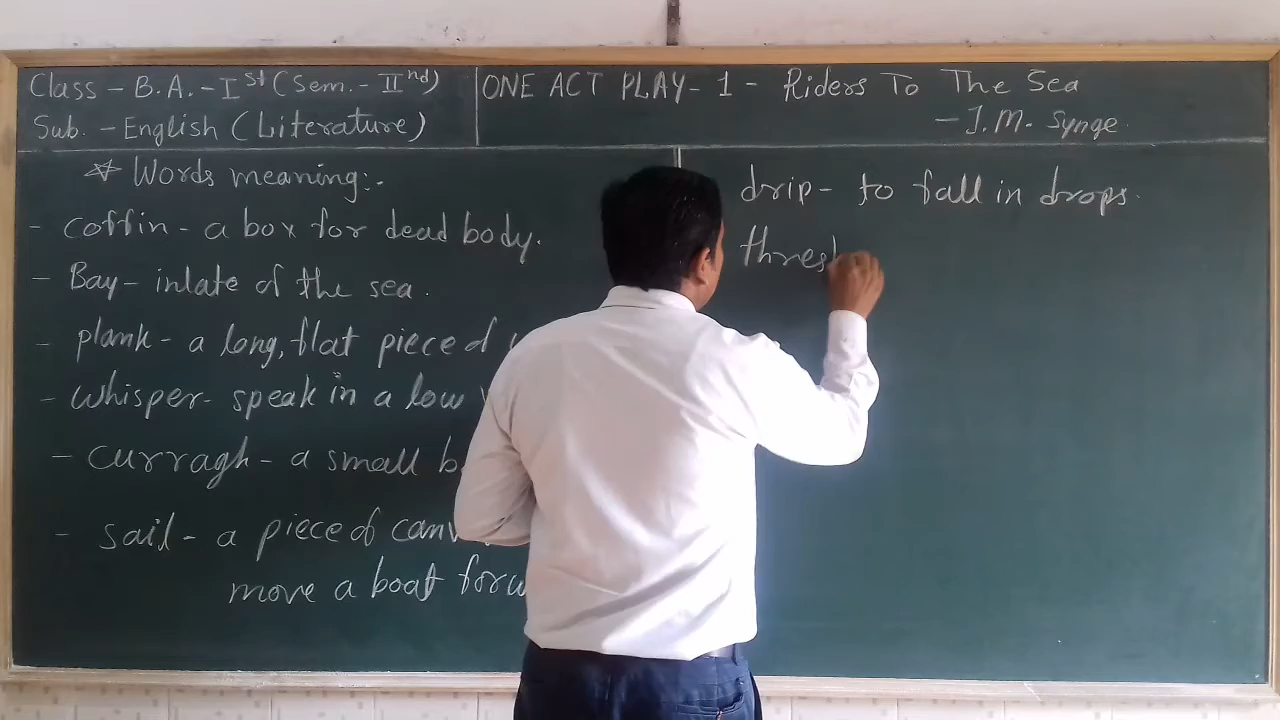 Class - B.A. - Ist (Sem. - IInd)
Sub. - English (Literature)
ONE ACT PLAY - 1 - Riders To The Sea
- J.M. Synge.
☆ Words meaning:-
- coffin - a box for dead body.
- Bay - inlate of the sea.
- plank - a long, flat piece of
- whisper - speak in a low
- curragh - a small
- sail - a piece of
move a boat
drip - to fall in drops.